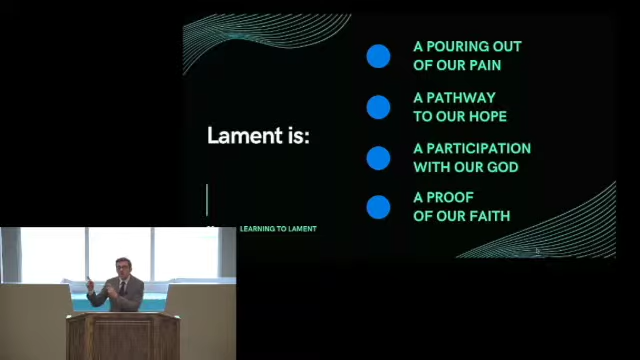 Lament is:
LEARNING TO LAMENT
A POURING OUT
OF OUR PAIN
A PATHWAY
TO OUR HOPE
A PARTICIPATION
WITH OUR GOD
A PROOF
OF OUR FAITH